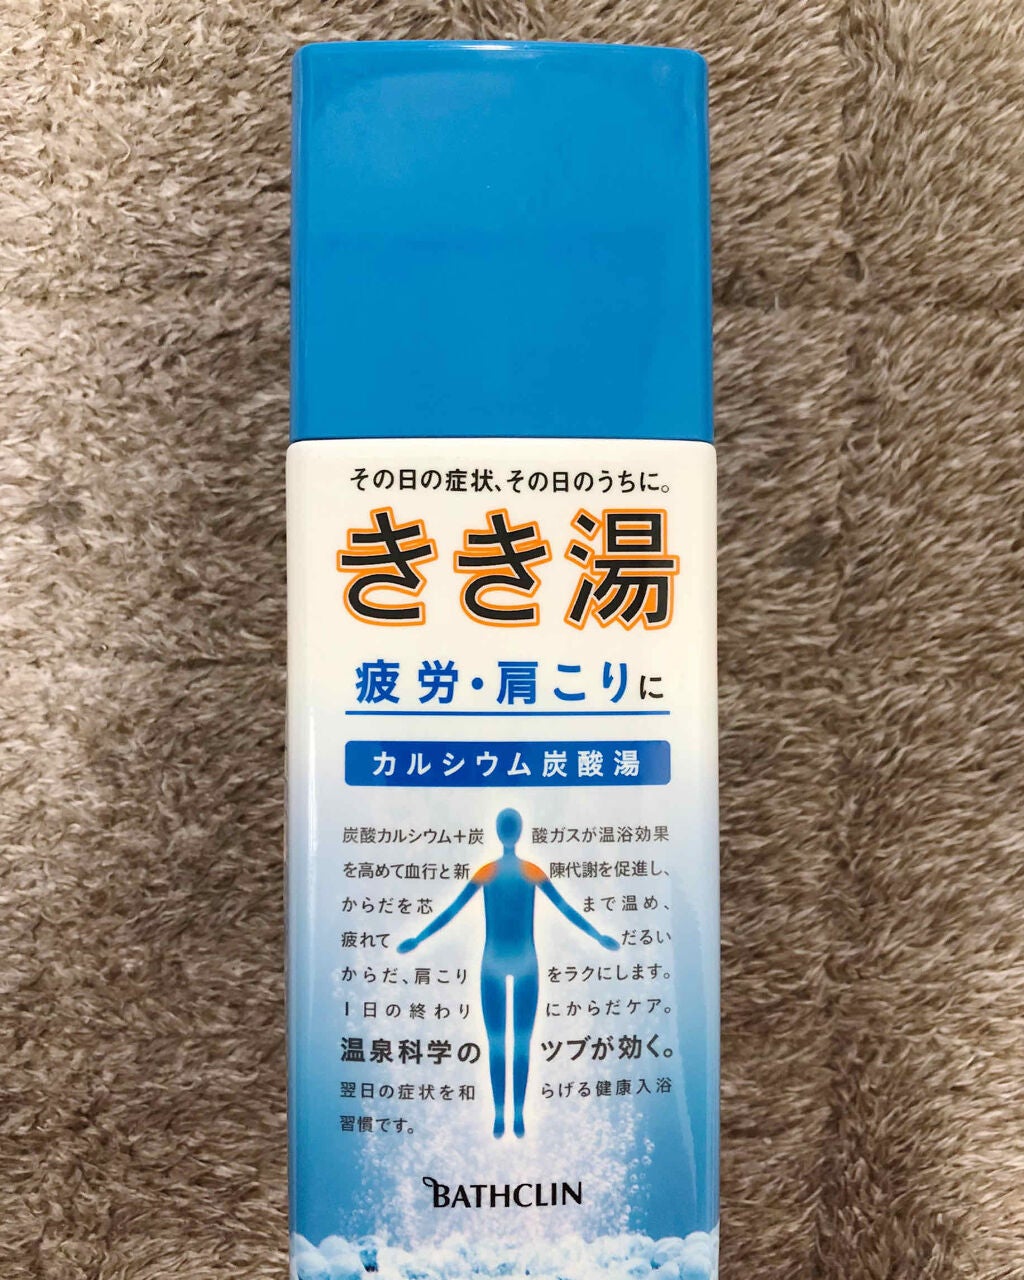 その日の症状、その日のうちに。
きき湯
疲労・肩こりに
カルシウム炭酸湯
炭酸カルシウム+炭酸ガスが温浴効果
を高めて血行と新陳代謝を促進し、
からだを芯まで温め、
疲れてだるい
からだ、肩こりをラクにします。
1日の終わりにからだケア。
温泉科学のツブが効く。
翌日の症状を和らげる健康入浴
習慣です。
BATHCLIN